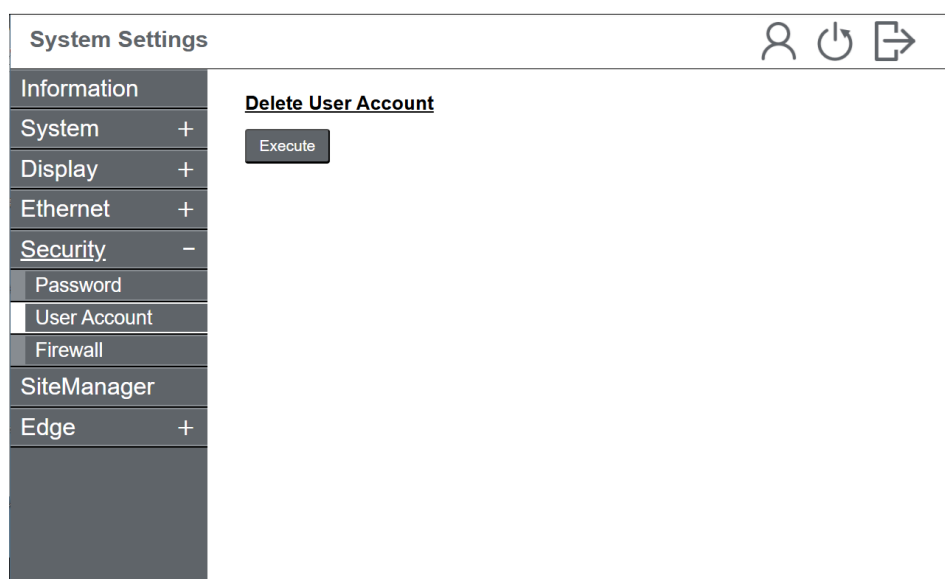 System Settings
Information
System +
Display +
Ethernet +
Security -
Password
User Account
Firewall
SiteManager
Edge +
Delete User Account
Execute